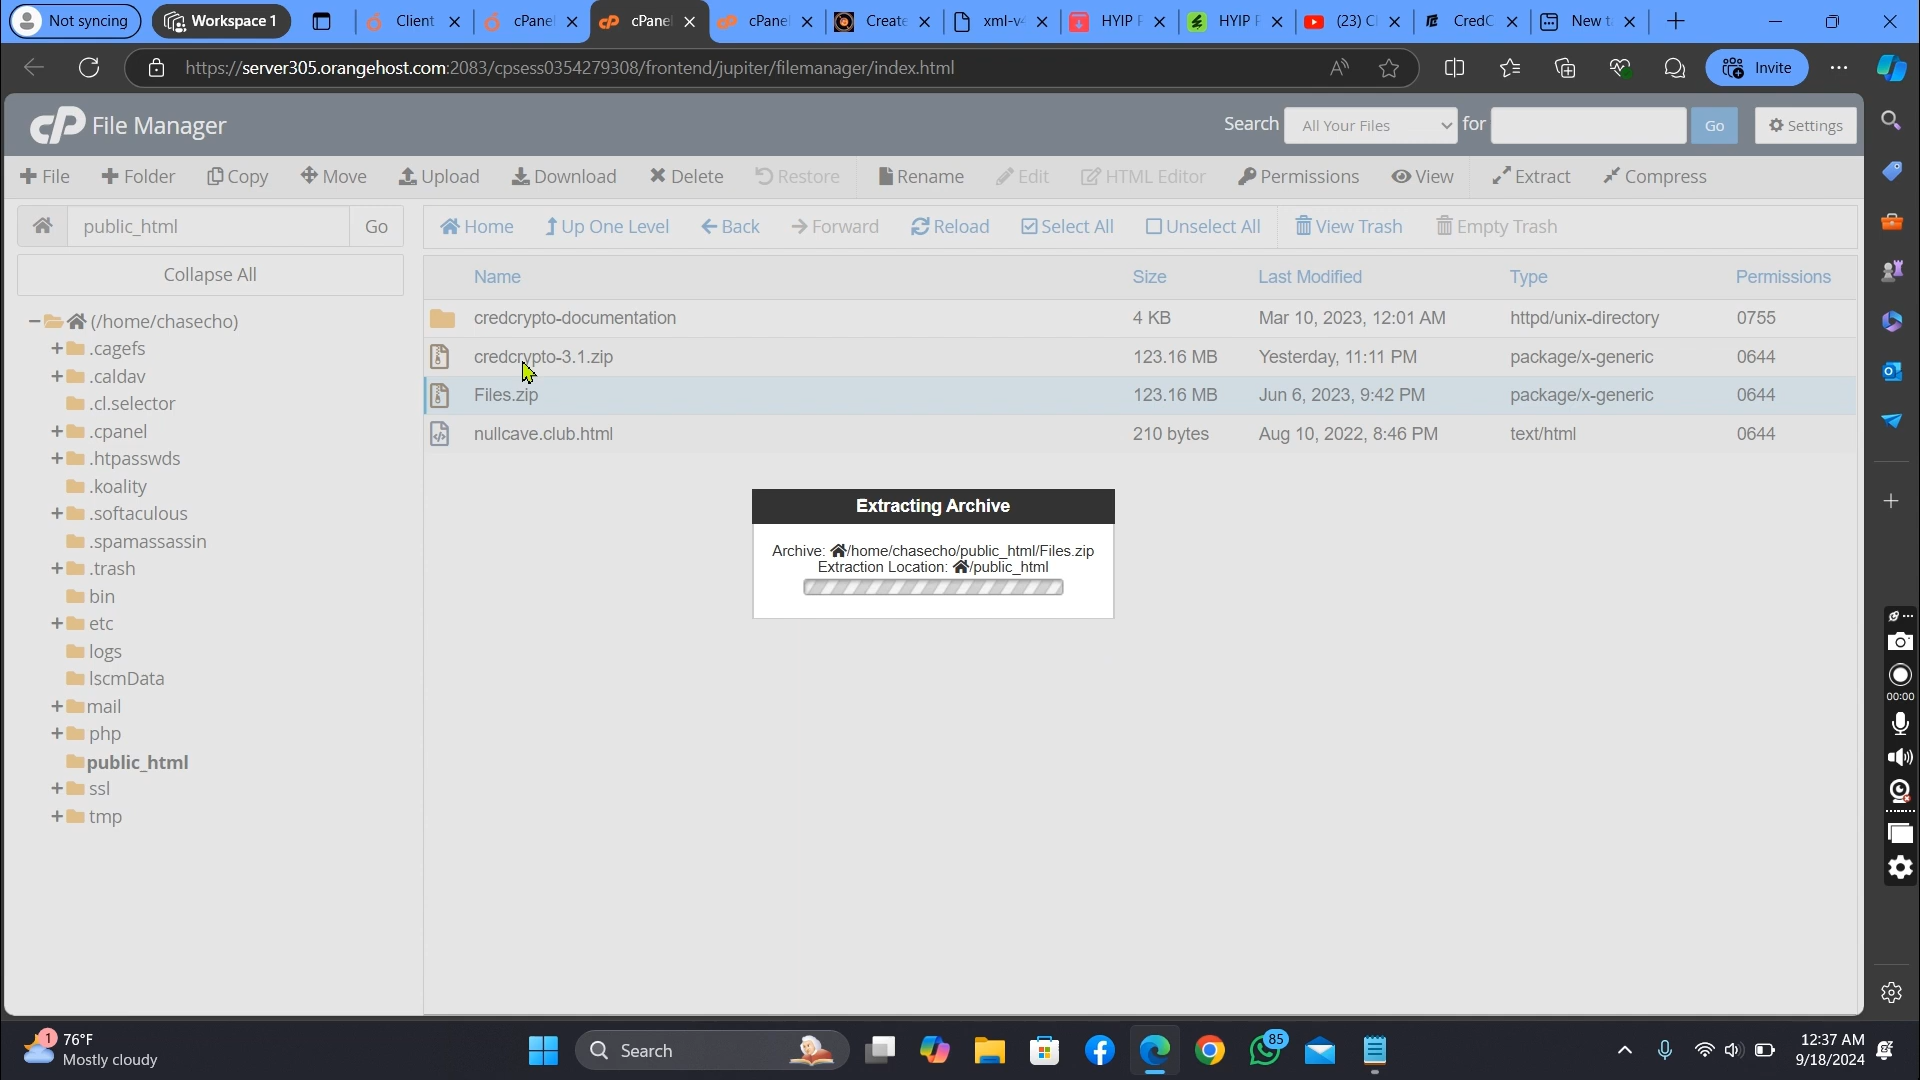 Not syncing
Workspace 1
Client
cPanel
cPanel
cPanel
Create
xml-v4
HYIP
HYIP
(23)
CredC
New t
https://server305.orangehost.com:2083/cpsess0354279308/frontend/jupiter/filemanager/index.html
Invite
cP File Manager
Search All Your Files for Go Settings
File Folder Copy Move Upload Download Delete Restore Rename Edit HTML Editor Permissions View Extract Compress
public_html Go
Home Up One Level Back Forward Reload Select All Unselect All View Trash Empty Trash
Collapse All
Name Size Last Modified Type Permissions
credcrypto-documentation 4 KB Mar 10, 2023, 12:01 AM httpd/unix-directory 0755
credcrypto-3.1.zip 123.16 MB Yesterday, 11:11 PM package/x-generic 0644
Files.zip 123.16 MB Jun 6, 2023, 9:42 PM package/x-generic 0644
nullcave.club.html 210 bytes Aug 10, 2022, 8:46 PM text/html 0644
(/home/chasecho)
.cagefs
.caldav
.cl.selector
.cpanel
.htpasswds
.koality
.softaculous
.spamassassin
.trash
bin
etc
logs
lscmData
mail
php
public_html
ssl
tmp
Extracting Archive
Archive: /home/chasecho/public_html/Files.zip
Extraction Location: /public_html
00:00
1
76°F
Mostly cloudy
Search
85
12:37 AM
9/18/2024